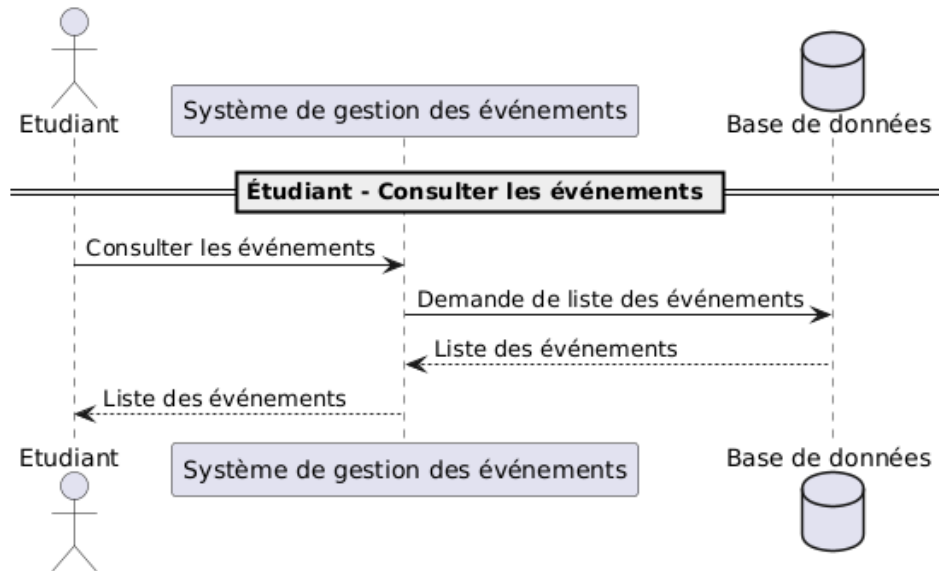 Etudiant
Système de gestion des événements
Base de données
Étudiant - Consulter les événements
Consulter les événements
Demande de liste des événements
Liste des événements
Liste des événements
Etudiant
Système de gestion des événements
Base de données